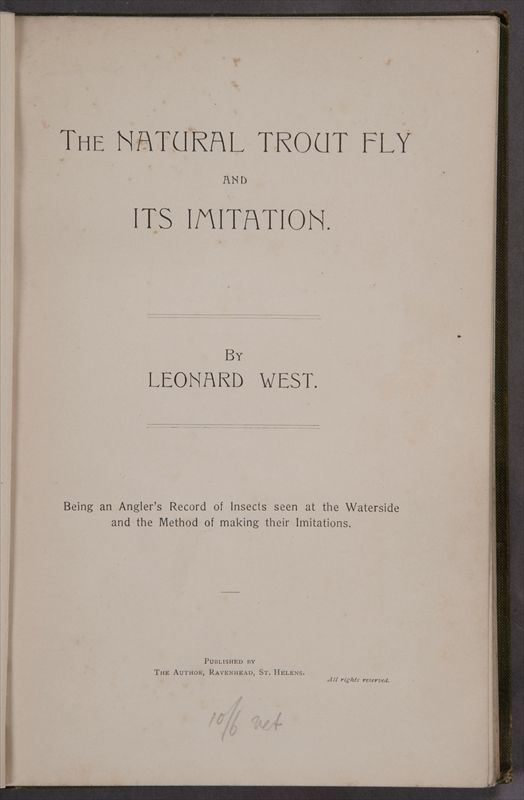 The NATURAL TROUT FLY
AND
ITS IMITATION.
By
LEONARD WEST.
Being an Angler's Record of Insects seen at the Waterside
and the Method of making their Imitations.
Published by
The Author, Ravenhead, St. Helens.
All rights reserved.
10/6 net